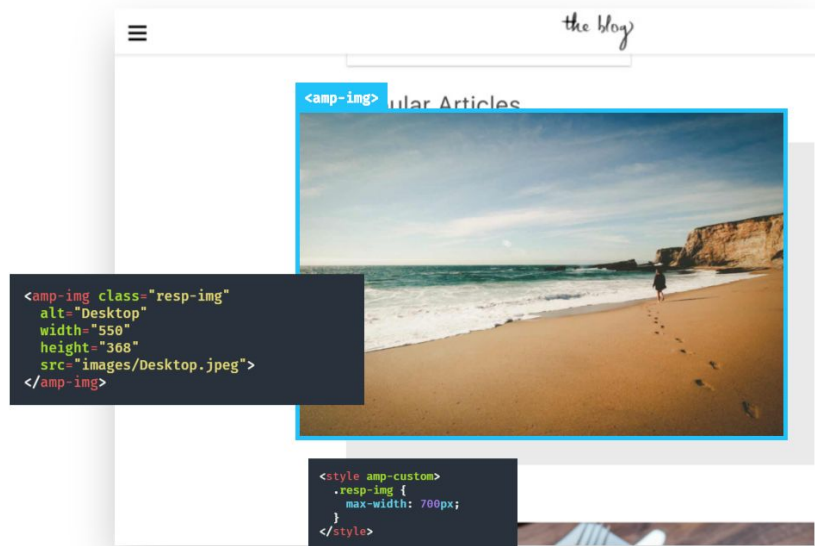 the blog
<amp-img>
ular Articles
<amp-img class="resp-img"
  alt="Desktop"
  width="550"
  height="368"
  src="images/Desktop.jpeg">
</amp-img>
<style amp-custom>
  .resp-img {
    max-width: 700px;
  }
</style>